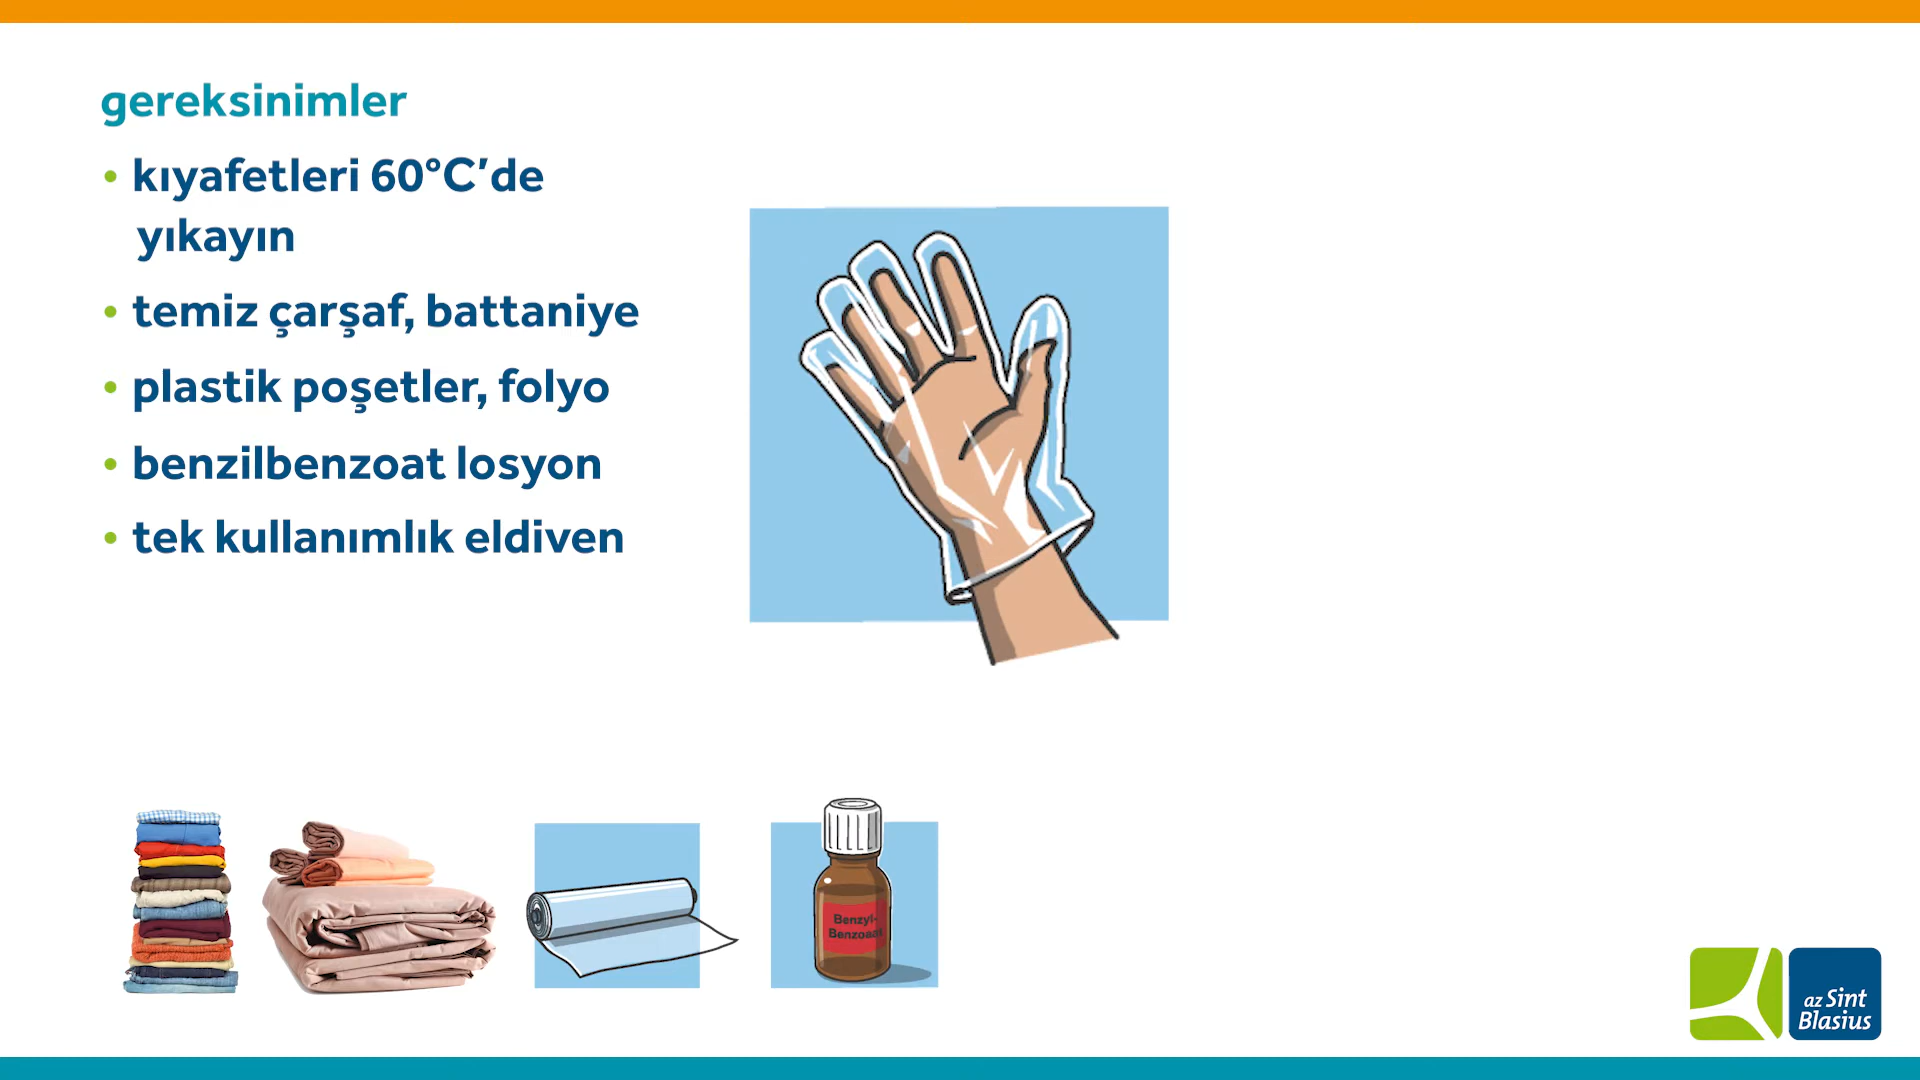 gereksinimler
• kıyafetleri 60°C'de
yıkayın
• temiz çarşaf, battaniye
• plastik poşetler, folyo
• benzilbenzoat losyon
• tek kullanımlık eldiven
Benzyl-
Benzoaat
az Sint
Blasius